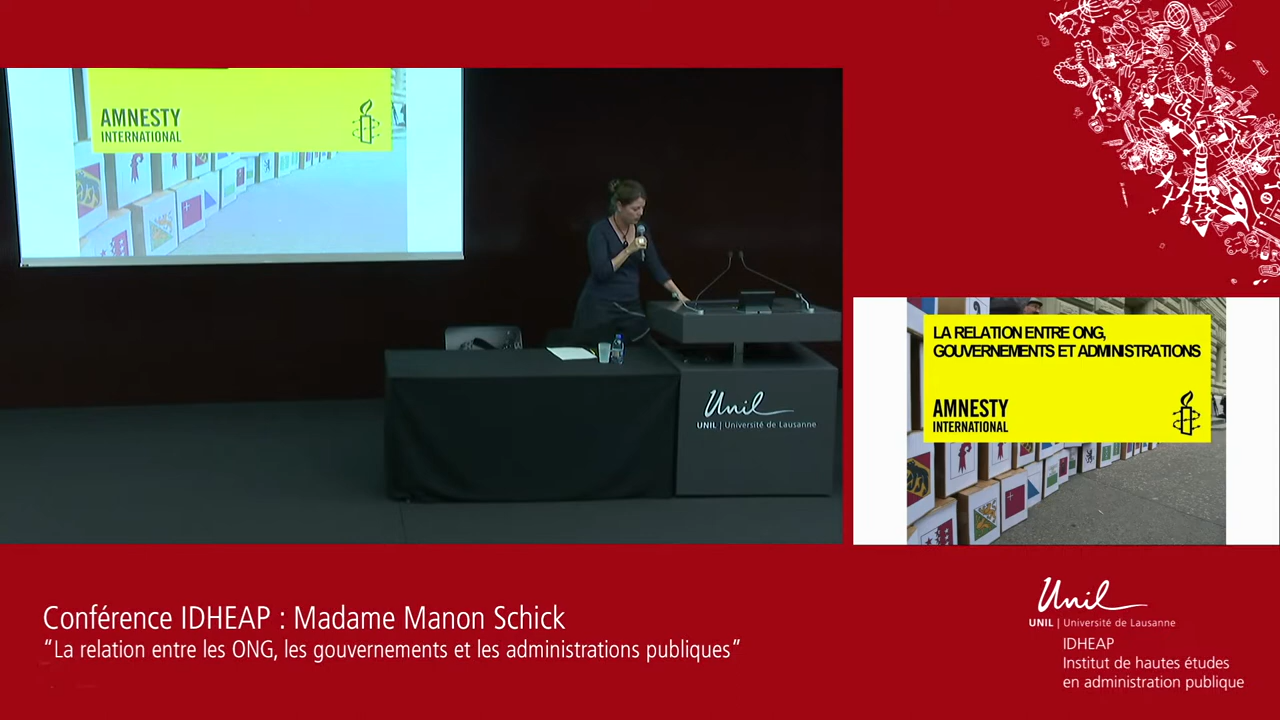 AMNESTY
INTERNATIONAL
Unil
UNIL | Université de Lausanne
LA RELATION ENTRE ONG,
GOUVERNEMENTS ET ADMINISTRATIONS
AMNESTY
INTERNATIONAL
Conférence IDHEAP : Madame Manon Schick
“La relation entre les ONG, les gouvernements et les administrations publiques”
Unil
UNIL | Université de Lausanne
IDHEAP
Institut de hautes études
en administration publique